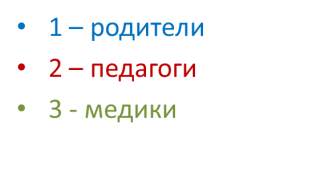 • 1 – родители
• 2 – педагоги
• 3 - медики